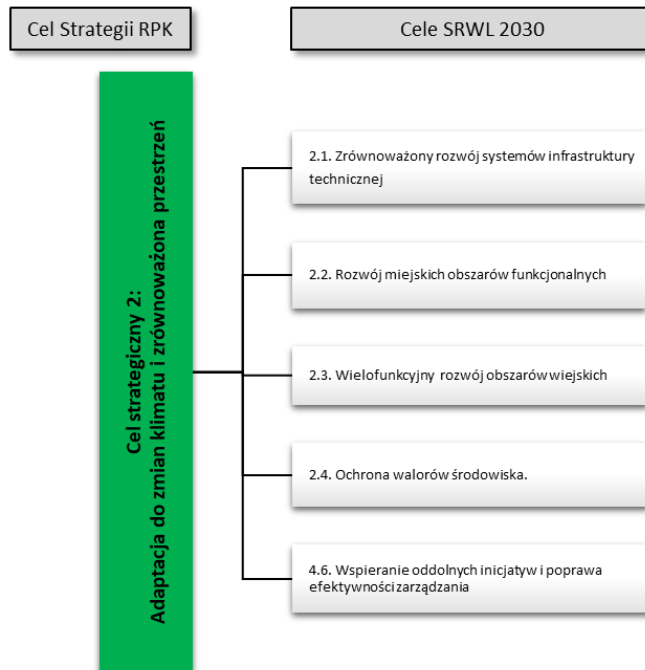 Cel Strategii RPK
Cele SRWL 2030
Cel strategiczny 2:
Adaptacja do zmian klimatu i zrównoważona przestrzeń
2.1. Zrównoważony rozwój systemów infrastruktury
technicznej
2.2. Rozwój miejskich obszarów funkcjonalnych
2.3. Wielofunkcyjny rozwój obszarów wiejskich
2.4. Ochrona walorów środowiska.
4.6. Wspieranie oddolnych inicjatyw i poprawa
efektywności zarządzania